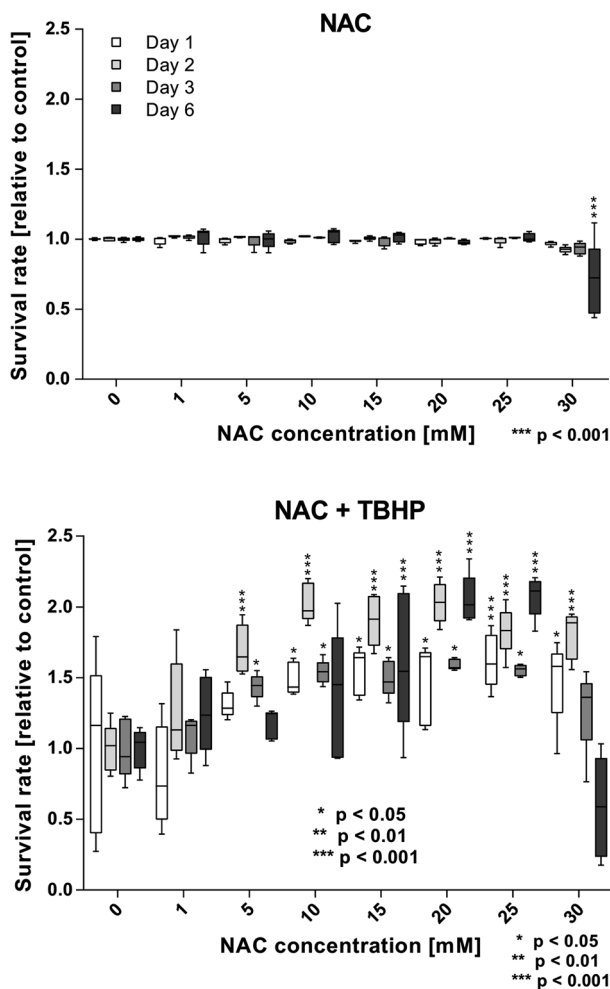 NAC
Survival rate [relative to control]
2.5
2.0
1.5
1.0
0.5
0.0
Day 1
Day 2
Day 3
Day 6
***
0 1 5 10 15 20 25 30
NAC concentration [mM]
*** p < 0.001
NAC + TBHP
Survival rate [relative to control]
2.5
2.0
1.5
1.0
0.5
0.0
*** * * *** * * *** * *** * *** * *** *** *** * *** * ***
* p < 0.05
** p < 0.01
*** p < 0.001
0 1 5 10 15 20 25 30
NAC concentration [mM]
* p < 0.05
** p < 0.01
*** p < 0.001